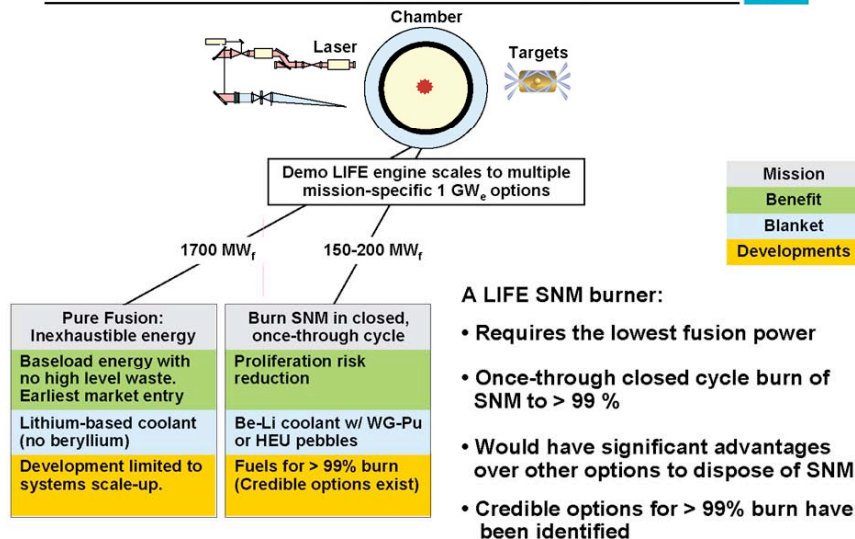 Chamber
Laser
Targets
Demo LIFE engine scales to multiple
mission-specific 1 GWe options
Mission
Benefit
Blanket
Developments
1700 MWf
150-200 MWf
Pure Fusion:
Inexhaustible energy
Baseload energy with
no high level waste.
Earliest market entry
Lithium-based coolant
(no beryllium)
Development limited to
systems scale-up.
Burn SNM in closed,
once-through cycle
Proliferation risk
reduction
Be-Li coolant w/ WG-Pu
or HEU pebbles
Fuels for > 99% burn
(Credible options exist)
A LIFE SNM burner:
• Requires the lowest fusion power
• Once-through closed cycle burn of
SNM to > 99 %
• Would have significant advantages
over other options to dispose of SNM
• Credible options for > 99% burn have
been identified